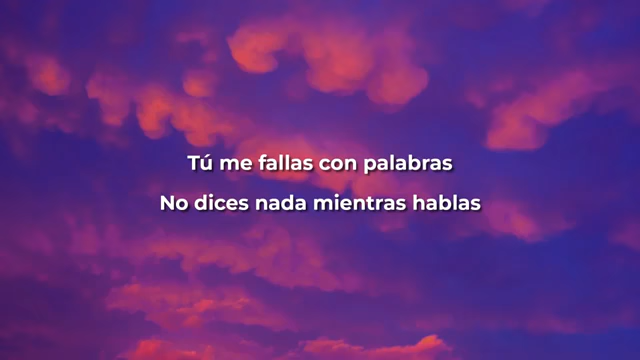 Tú me fallas con palabras
No dices nada mientras hablas